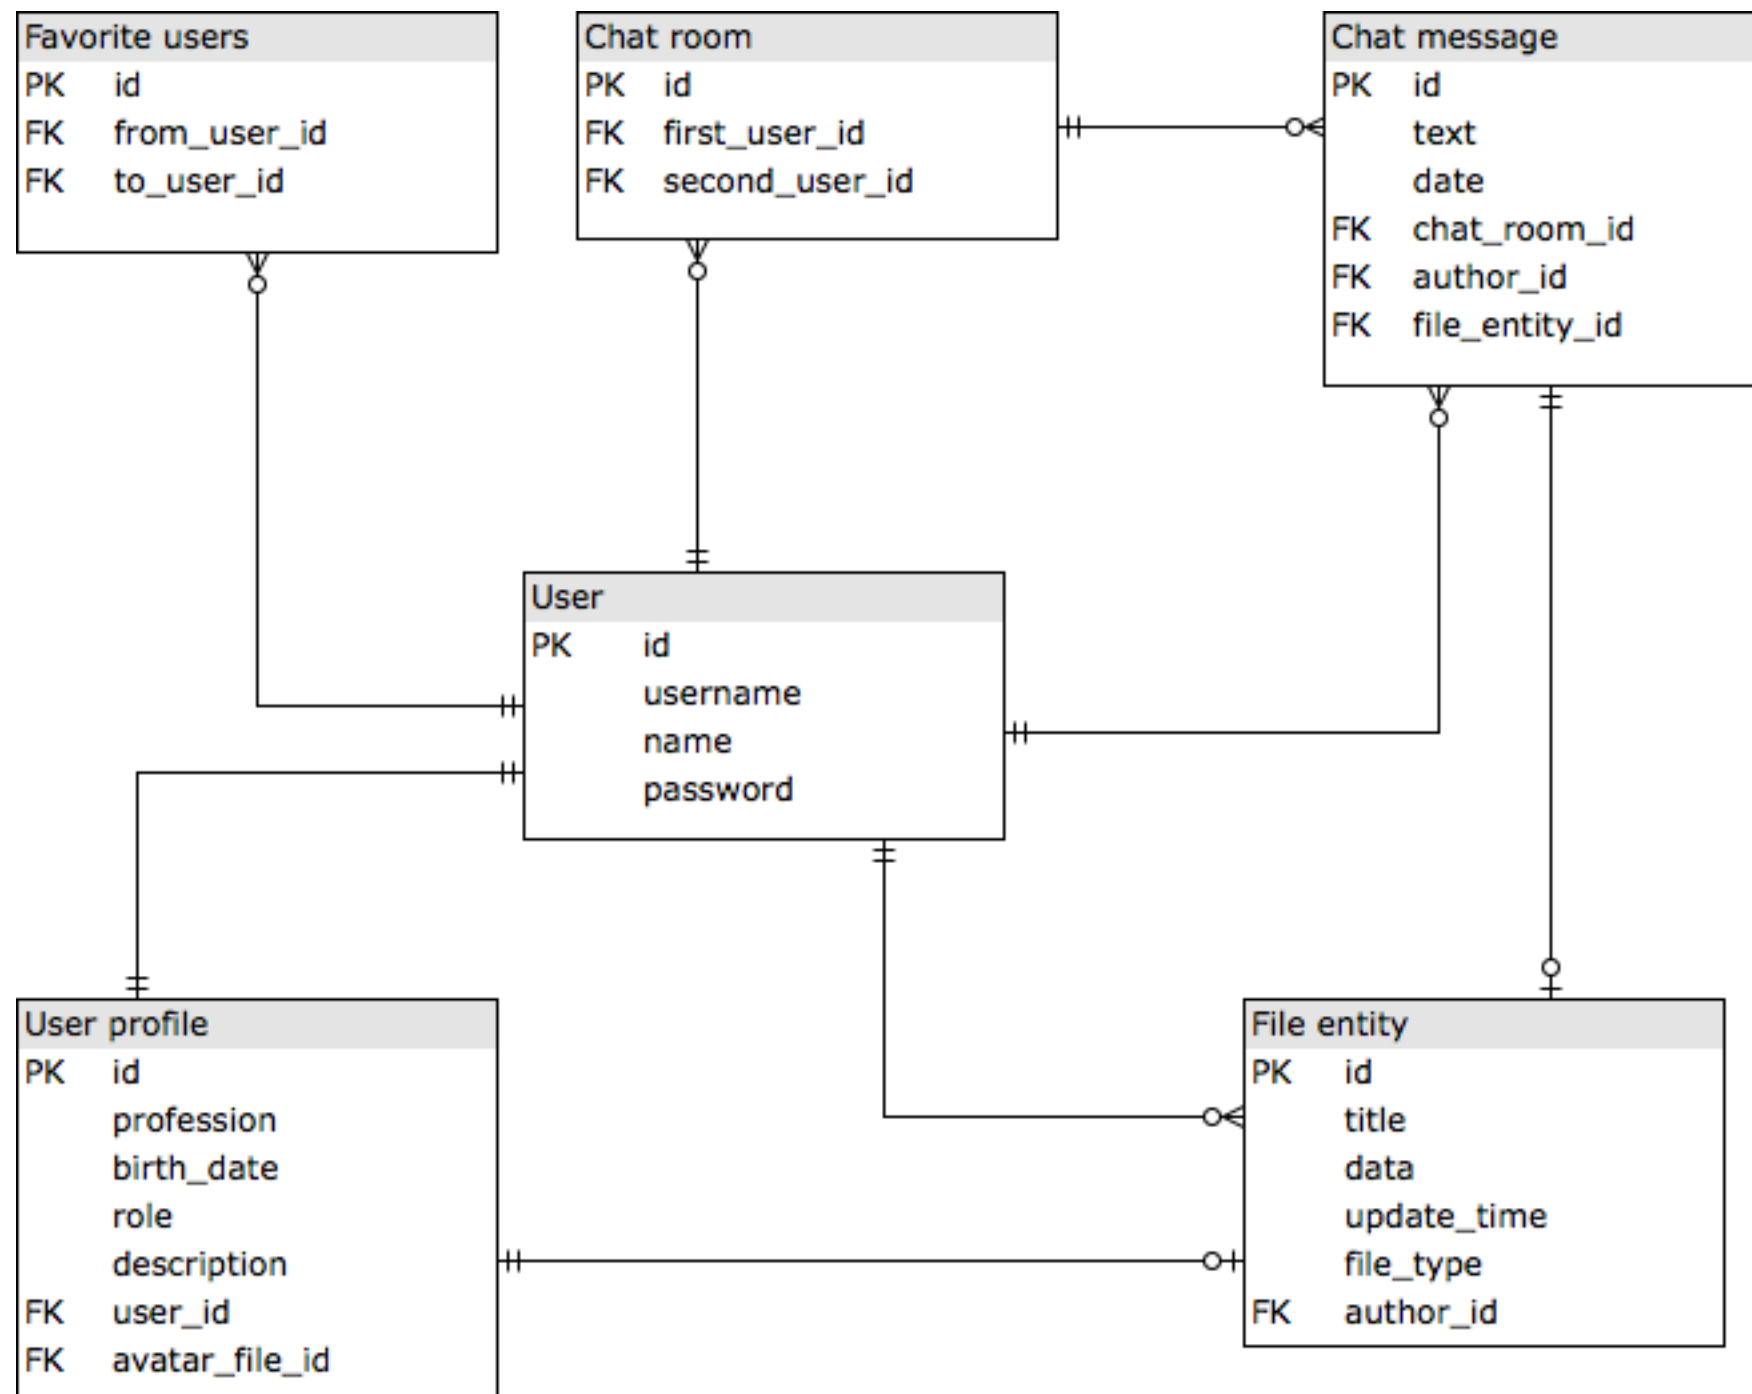 Favorite users
PK id
FK from_user_id
FK to_user_id
Chat room
PK id
FK first_user_id
FK second_user_id
Chat message
PK id
text
date
FK chat_room_id
FK author_id
FK file_entity_id
User
PK id
username
name
password
User profile
PK id
profession
birth_date
role
description
FK user_id
FK avatar_file_id
File entity
PK id
title
data
update_time
file_type
FK author_id